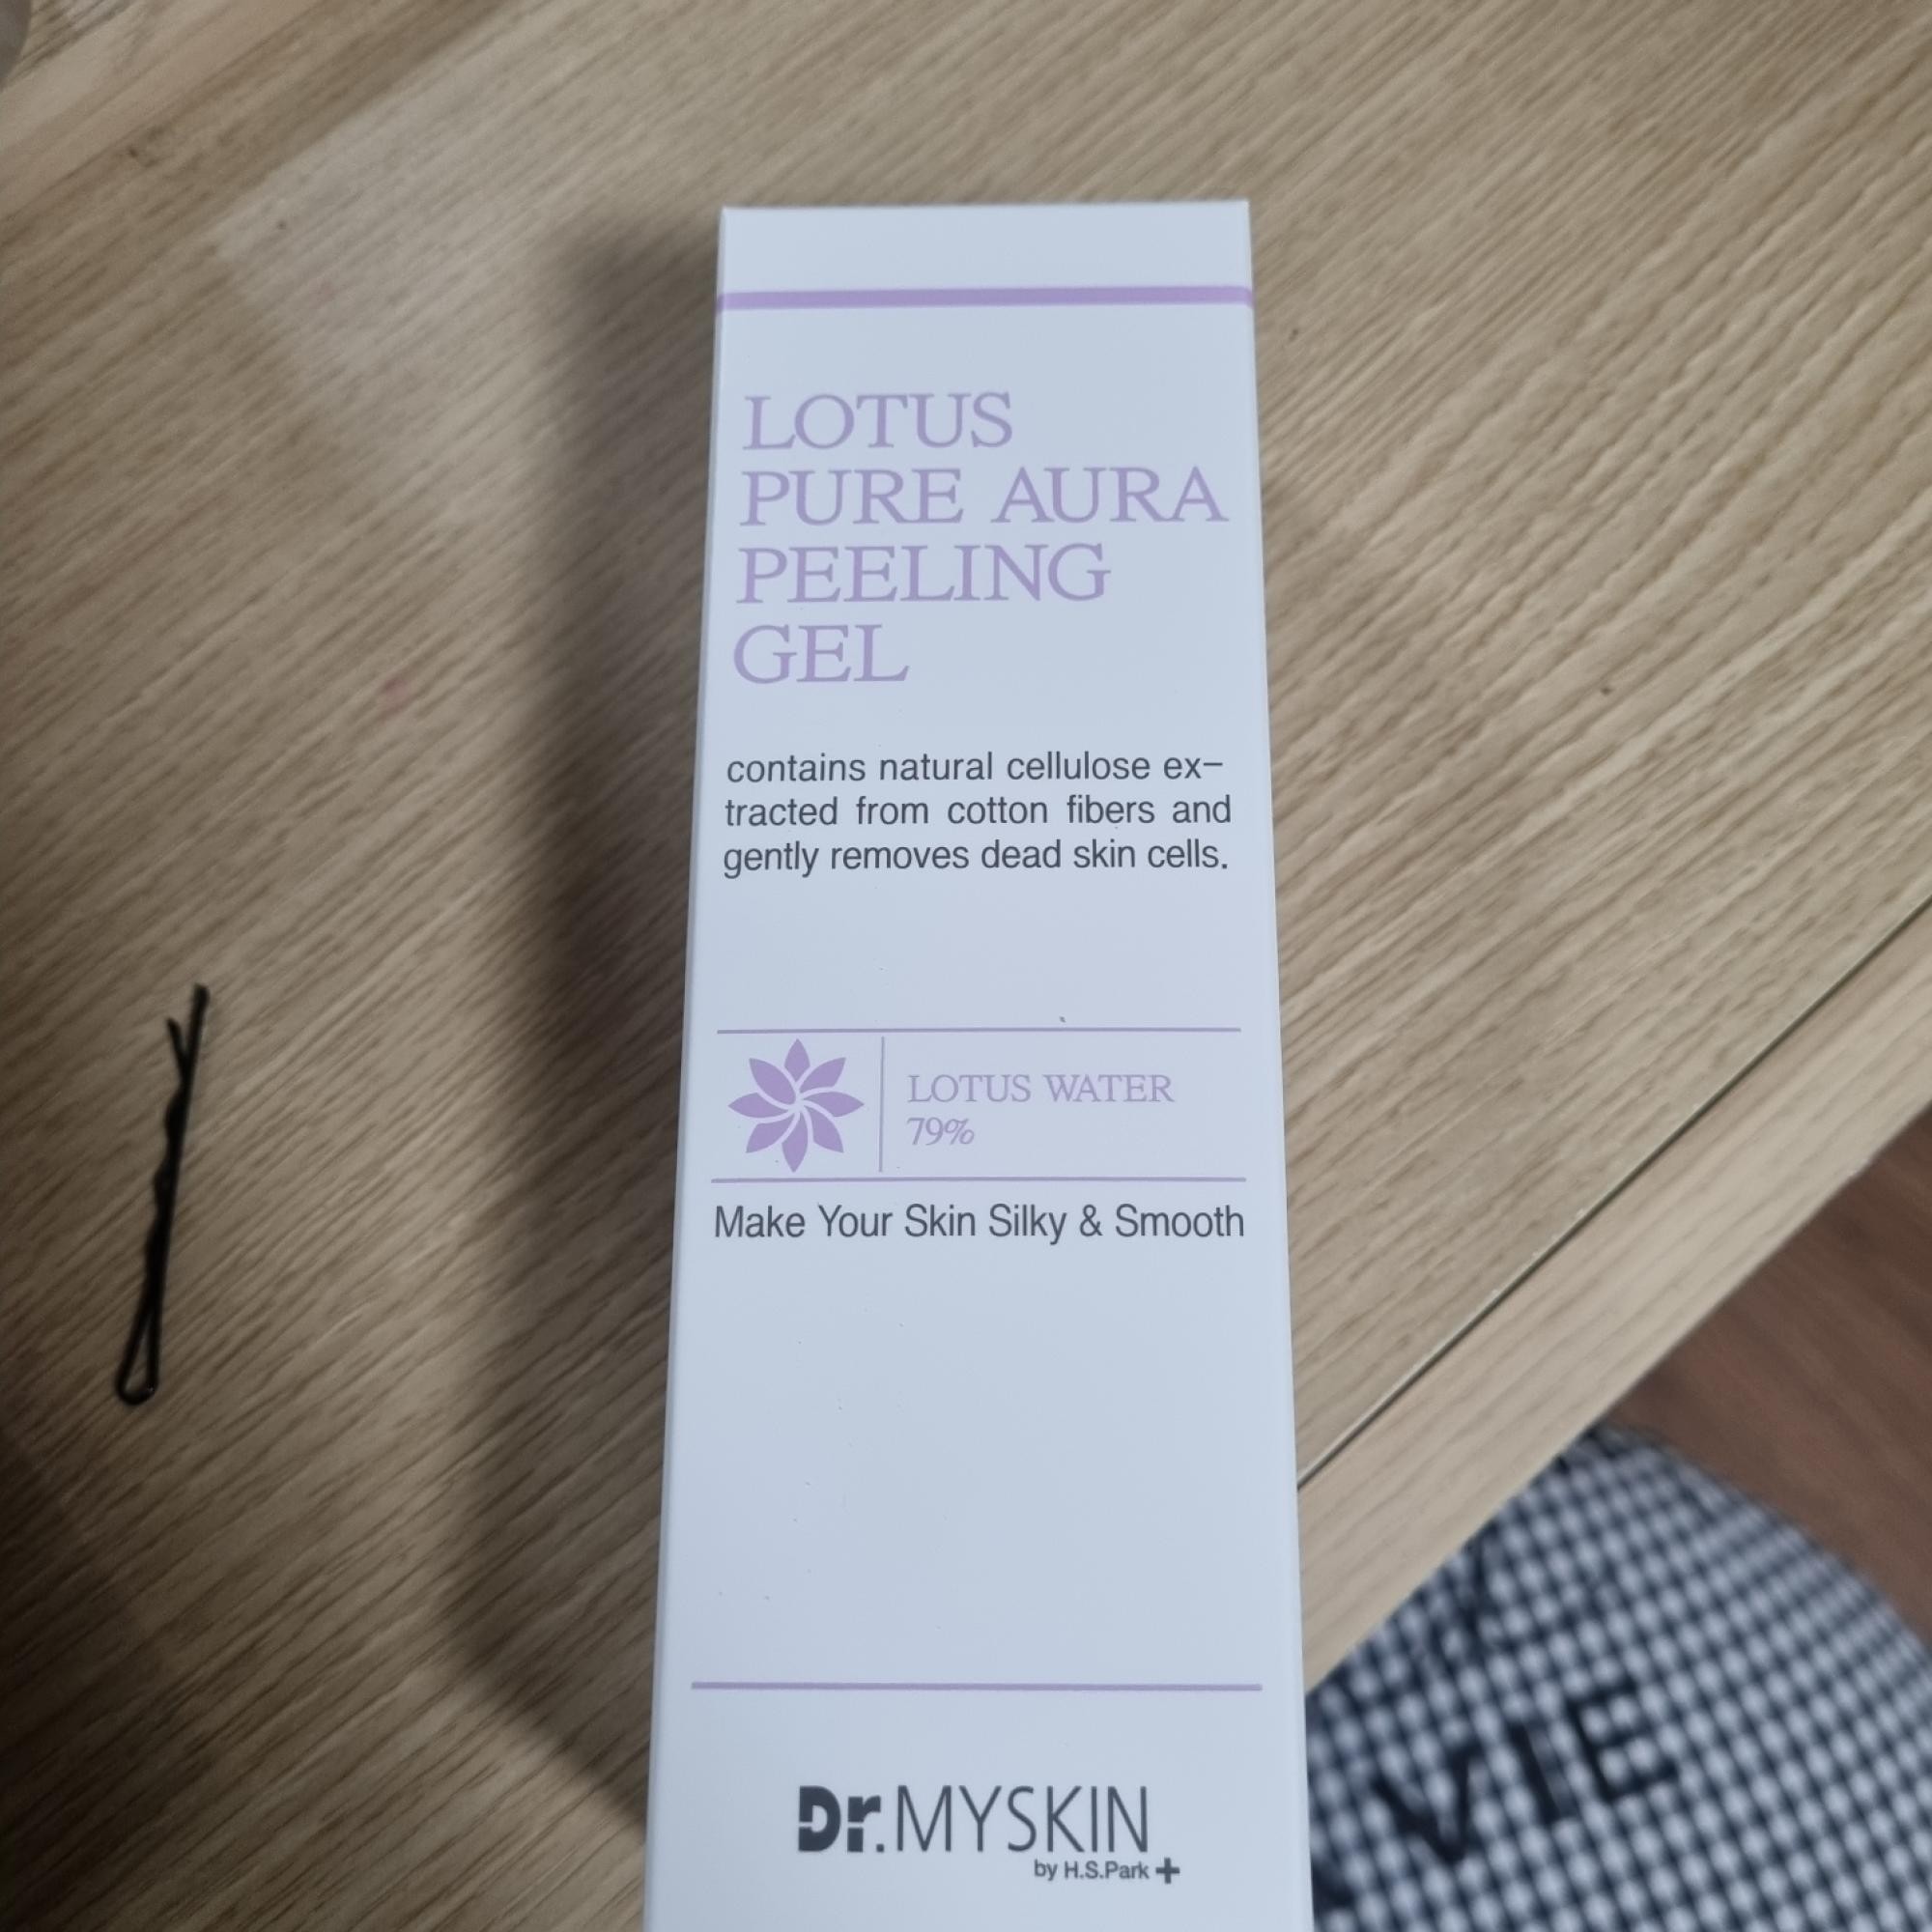 LOTUS
PURE AURA
PEELING
GEL
contains natural cellulose ex–
tracted from cotton fibers and
gently removes dead skin cells.
LOTUS WATER
79%
Make Your Skin Silky & Smooth
Dr.MYSKIN
by H.S.Park +
VIE